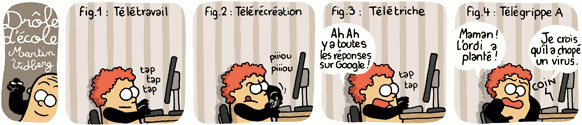 Drôle
d'école
Martin
Vidberg
Fig.1 : Télétravail
TAP
TAP
TAP
Fig.2 : Télérécréation
piiiou
piiiou
Fig.3 : Télétriche
Ah Ah
y a toutes
les réponses
sur Google !
TAP
TAP
Fig.4 : Télégrippe A
Maman !
L'ordi a
planté !
Je crois
qu'il a chopé
un virus.
COIN